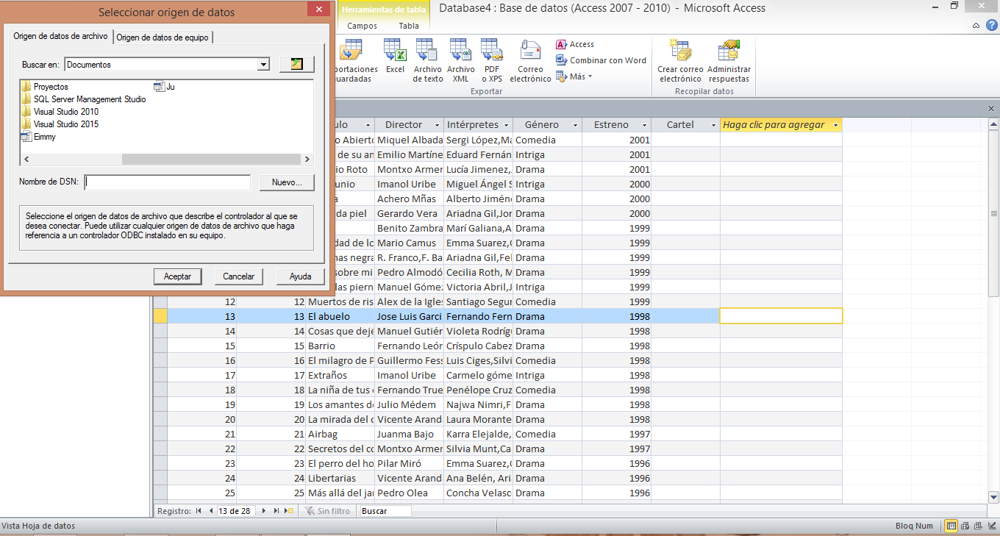 Seleccionar origen de datos
Origen de datos de archivo
Origen de datos de equipo
Buscar en:
Documentos
Proyectos
Ju
SQL Server Management Studio
Visual Studio 2010
Visual Studio 2015
Eimmy
Nombre de DSN:
Nuevo...
Seleccione el origen de datos de archivo que describe el controlador al que se
desea conectar. Puede utilizar cualquier origen de datos de archivo que haga
referencia a un controlador ODBC instalado en su equipo.
Aceptar
Cancelar
Ayuda
Herramientas de tabla
Database4 : Base de datos (Access 2007 - 2010) - Microsoft Access
Campos
Tabla
portaciones
uardadas
Excel
Archivo
de texto
Archivo
XML
PDF
o XPS
Correo
electrónico
Access
Combinar con Word
Más
Exportar
Crear correo
electrónico
Administrar
respuestas
Recopilar datos
ulo Director Intérpretes Género Estreno Cartel Haga clic para agregar
o Abierto Miquel Albada Sergi López,Ma Comedia 2001
de su an Emilio Martíne Eduard Fernán Intriga 2001
io Roto Montxo Armer Lucía Jimenez, Drama 2001
unio Imanol Uribe Miguel Ángel S Intriga 2000
a Achero Mñas Alberto Jiméne Drama 2000
da piel Gerardo Vera Ariadna Gil,Jor Drama 2000
Benito Zambra Marí Galiana,A Drama 1999
dad de lo Mario Camus Emma Suarez,C Drama 1999
nas negra R. Franco,F. Ba Ariadna Gil,Fel Drama 1999
sobre mi Pedro Almodó Cecilia Roth, M Drama 1999
las pierna Manuel Gómez Victoria Abril,J Intriga 1999
12 12 Muertos de ris Alex de la Igles Santiago Segur Comedia 1999
13 13 El abuelo Jose Luis Garci Fernando Fern Drama 1998
14 14 Cosas que dejé Manuel Gutiér Violeta Rodríg Drama 1998
15 15 Barrio Fernando León Críspulo Cabez Drama 1998
16 16 El milagro de P Guillermo Fess Luis Ciges,Silvi Comedia 1998
17 17 Extraños Imanol Uribe Carmelo góme Intriga 1998
18 18 La niña de tus Fernando True Penélope Cruz Comedia 1998
19 19 Los amantes de Julio Médem Najwa Nimri,F Drama 1998
20 20 La mirada del Vicente Aranda Laura Morante Drama 1998
21 21 Airbag Juanma Bajo Karra Elejalde, Comedia 1997
22 22 Secretos del co Montxo Armer Silvia Munt,Ca Drama 1997
23 23 El perro del ho Pilar Miró Emma Suarez,C Drama 1996
24 24 Libertarias Vicente Aranda Ana Belén, Aria Drama 1996
25 25 Más allá del jar Pedro Olea Concha Velasc Drama 1996
Registro: 13 de 28 Sin filtro Buscar
Vista Hoja de datos
Bloq Num